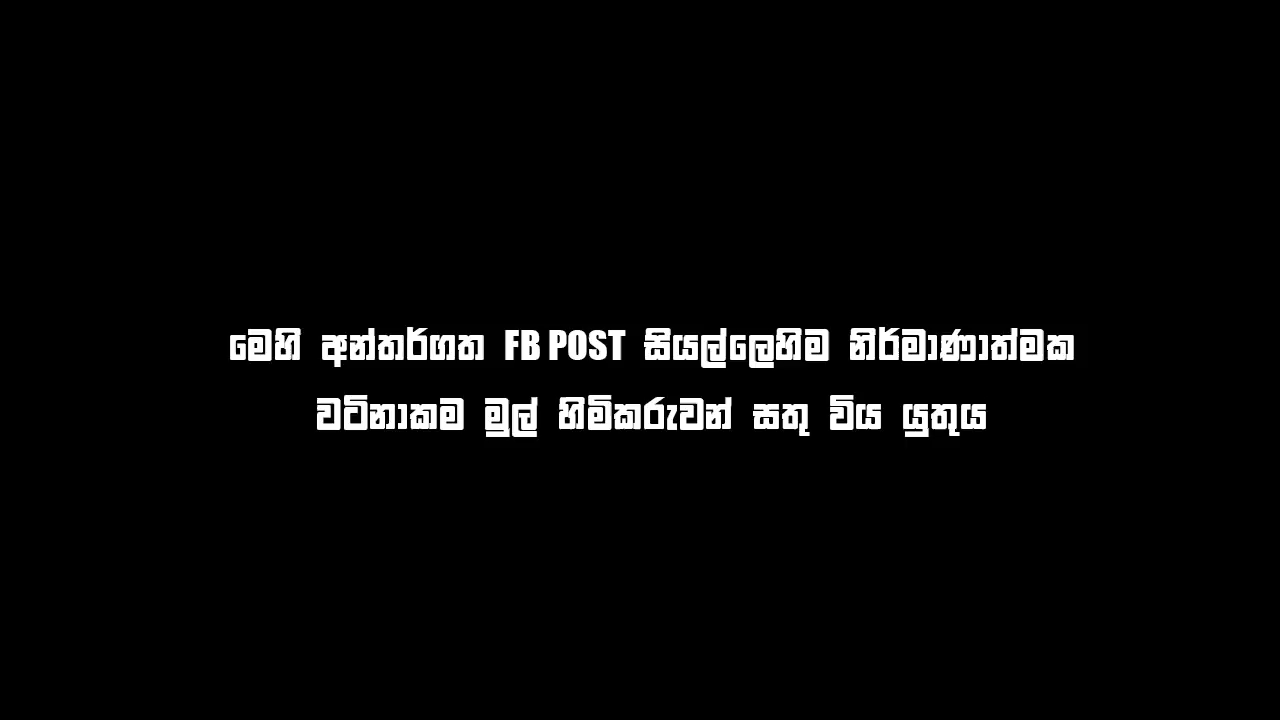 මෙහි අන්තර්ගත FB POST සියල්ලෙහිම නිර්මාණාත්මක
වටිනාකම මුල් හිමිකරුවන් සතු විය යුතුය